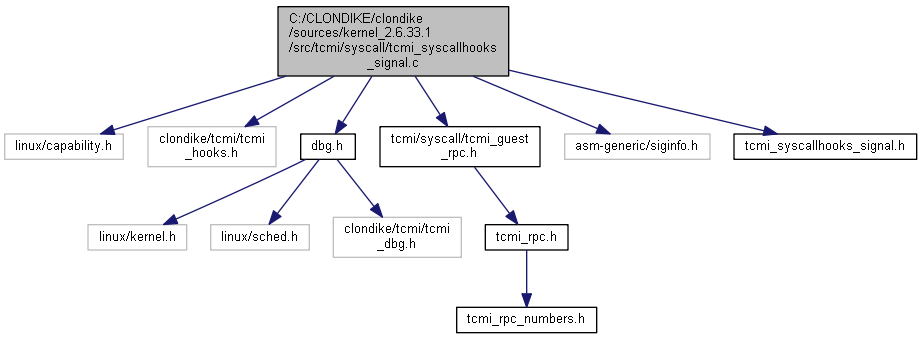 C:/CLONDIKE/clondike
/sources/kernel_2.6.33.1
/src/tcmi/syscall/tcmi_syscallhooks
_signal.c
linux/capability.h
clondike/tcmi/tcmi
_hooks.h
dbg.h
tcmi/syscall/tcmi_guest
_rpc.h
asm-generic/siginfo.h
tcmi_syscallhooks_signal.h
linux/kernel.h
linux/sched.h
clondike/tcmi/tcmi
_dbg.h
tcmi_rpc.h
tcmi_rpc_numbers.h